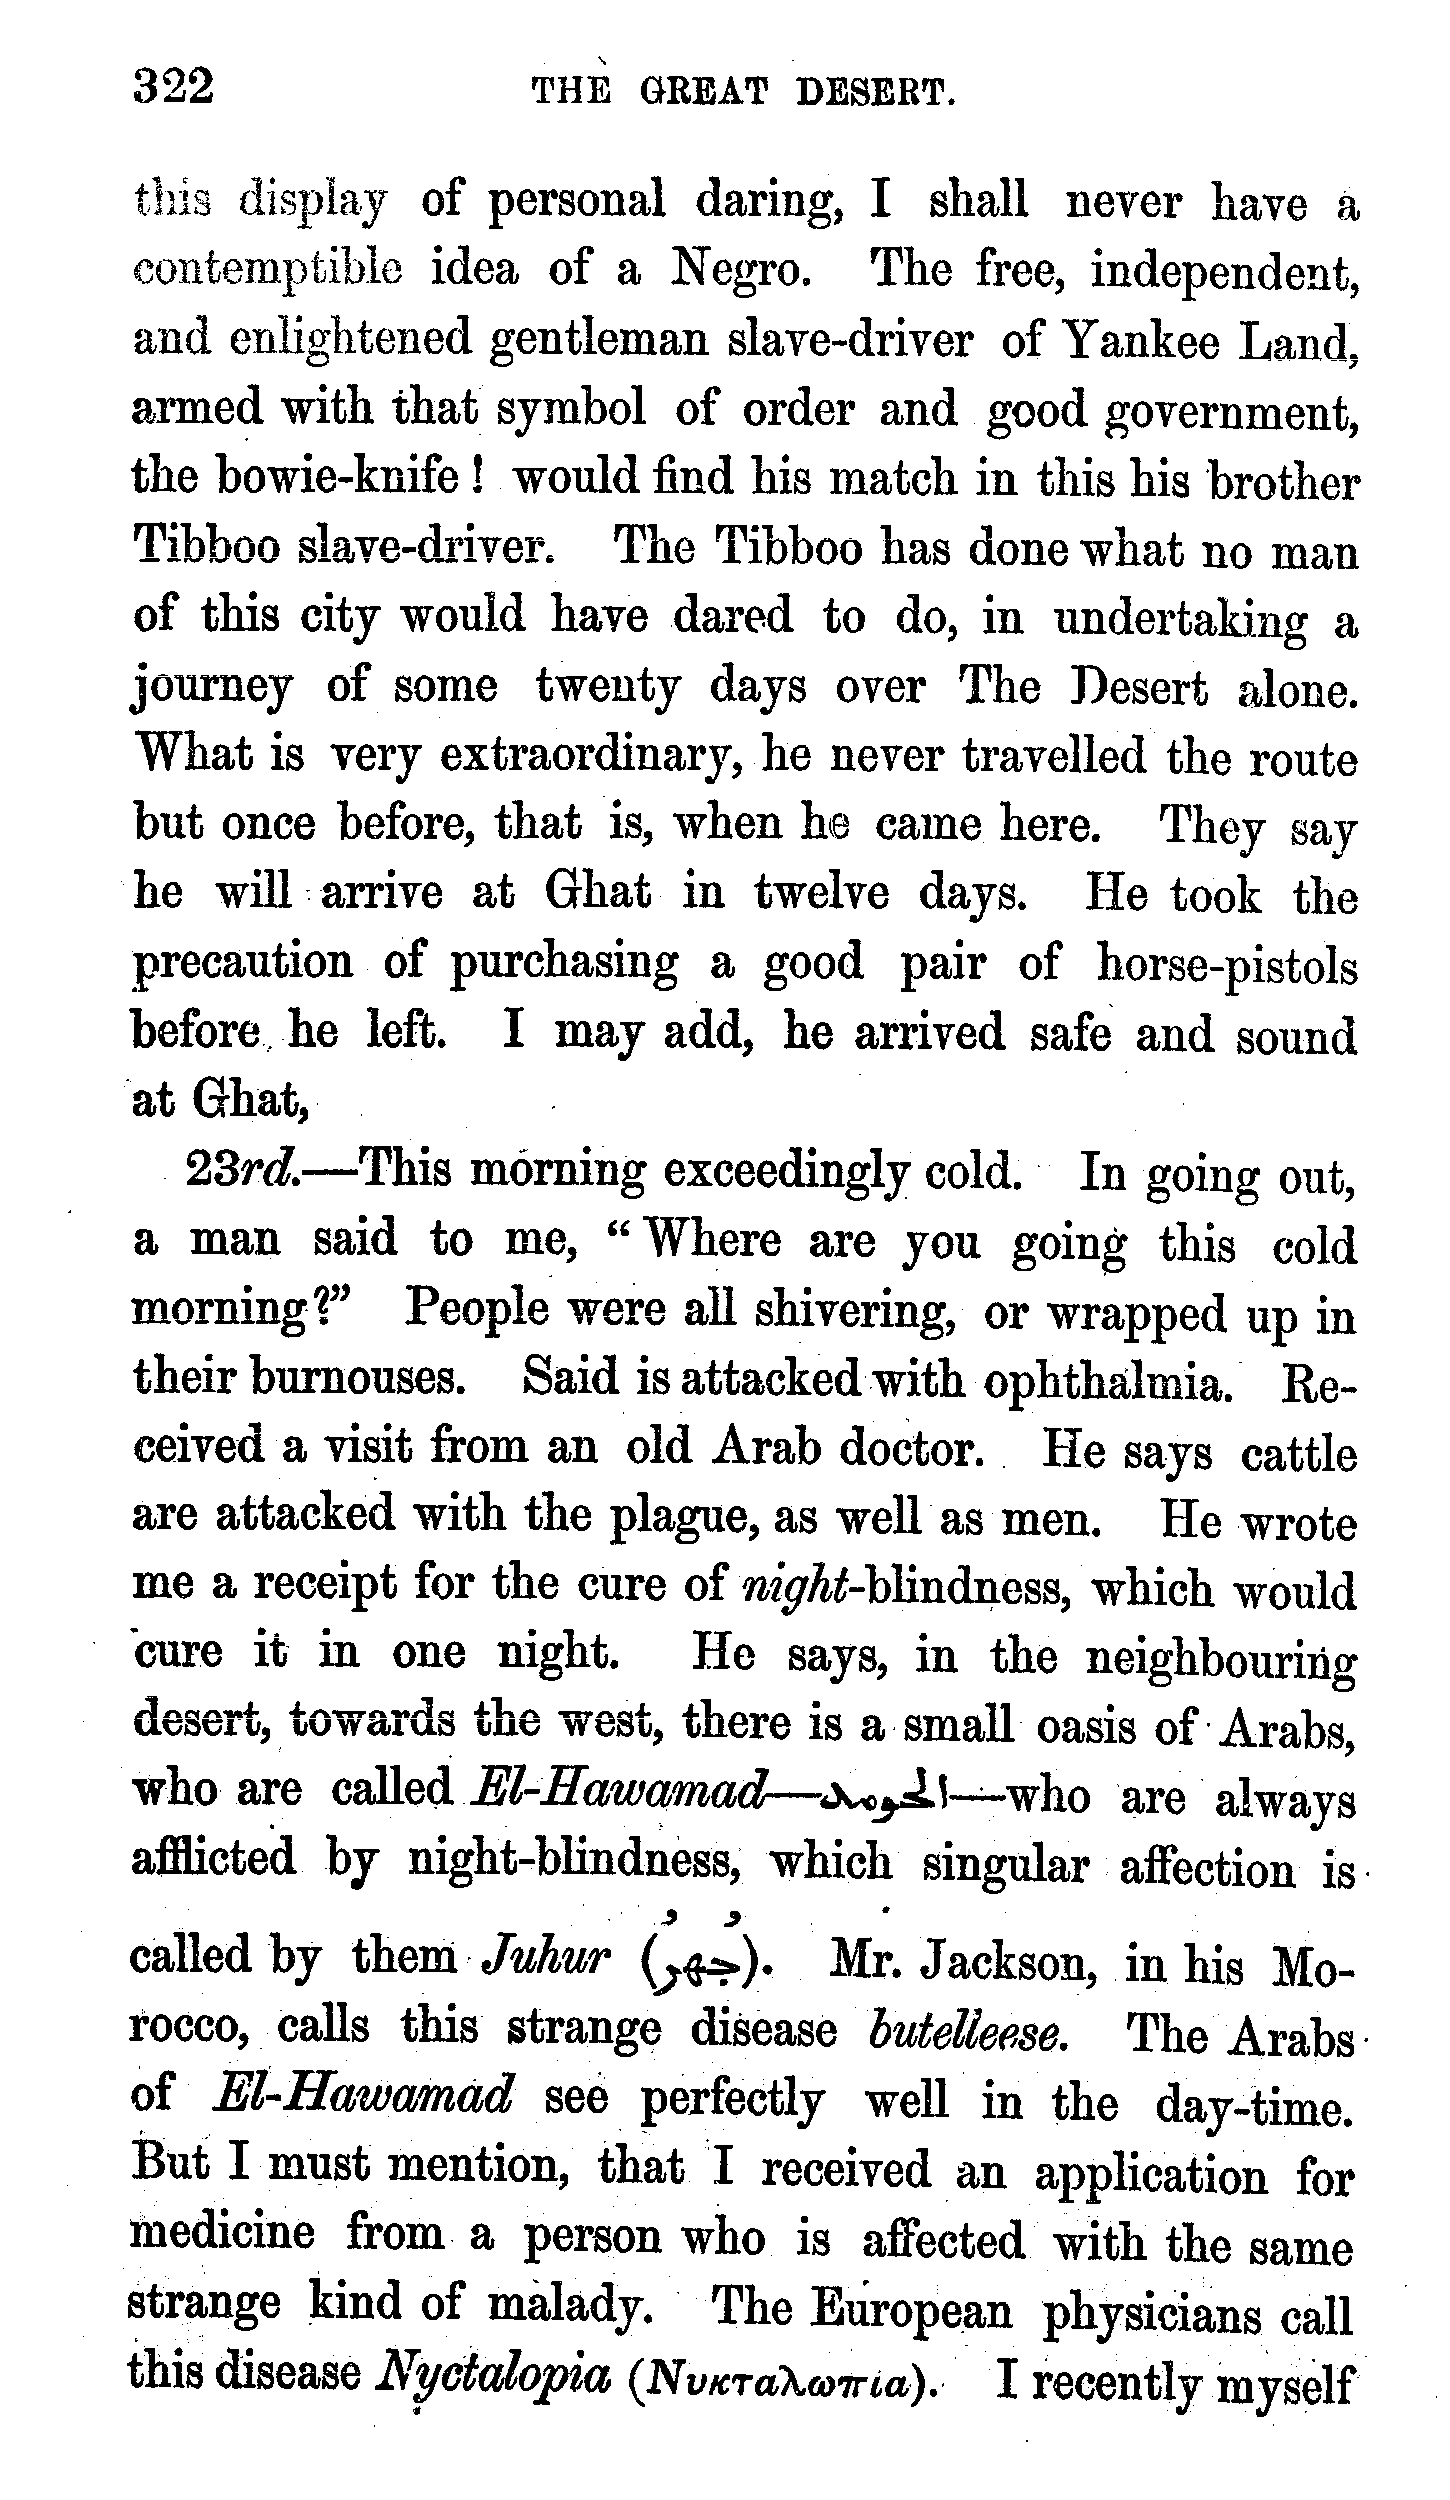 322 THE GREAT DESERT.
this display of personal daring, I shall never have a
contemptible idea of a Negro. The free, independent,
and enlightened gentleman slave-driver of Yankee Land,
armed with that symbol of order and good government,
the bowie-knife! would find his match in this his brother
Tibboo slave-driver. The Tibboo has done what no man
of this city would have dared to do, in undertaking a
journey of some twenty days over The Desert alone.
What is very extraordinary, he never travelled the route
but once before, that is, when he came here. They say
he will arrive at Ghat in twelve days. He took the
precaution of purchasing a good pair of horse-pistols
before he left. I may add, he arrived safe and sound
at Ghat,
23rd.—This morning exceedingly cold. In going out,
a man said to me, “Where are you going this cold
morning?” People were all shivering, or wrapped up in
their burnouses. Said is attacked with ophthalmia. Re-
ceived a visit from an old Arab doctor. He says cattle
are attacked with the plague, as well as men. He wrote
me a receipt for the cure of night-blindness, which would
cure it in one night. He says, in the neighbouring
desert, towards the west, there is a small oasis of Arabs,
who are called El-Hawamad——who are always
afflicted by night-blindness, which singular affection is
called by them Juhur (جُهُر). Mr. Jackson, in his Mo-
rocco, calls this strange disease butelleese. The Arabs
of El-Hawamad see perfectly well in the day-time.
But I must mention, that I received an application for
medicine from a person who is affected with the same
strange kind of malady. The European physicians call
this disease Nyctalopia (Νυκταλωπια). I recently myself